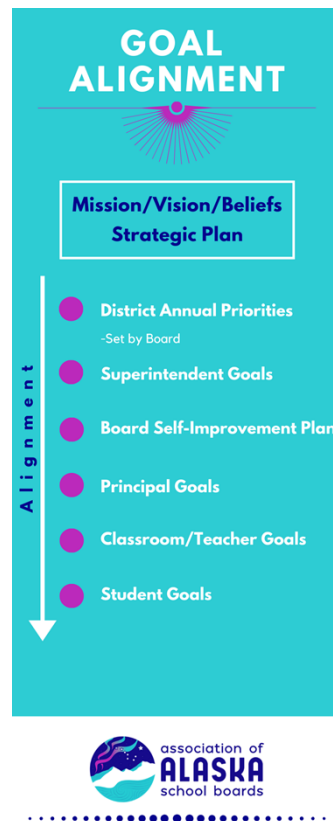 GOAL
ALIGNMENT
Mission/Vision/Beliefs
Strategic Plan
Alignment
District Annual Priorities
-Set by Board
Superintendent Goals
Board Self-Improvement Plan
Principal Goals
Classroom/Teacher Goals
Student Goals
association of
ALASKA
school boards